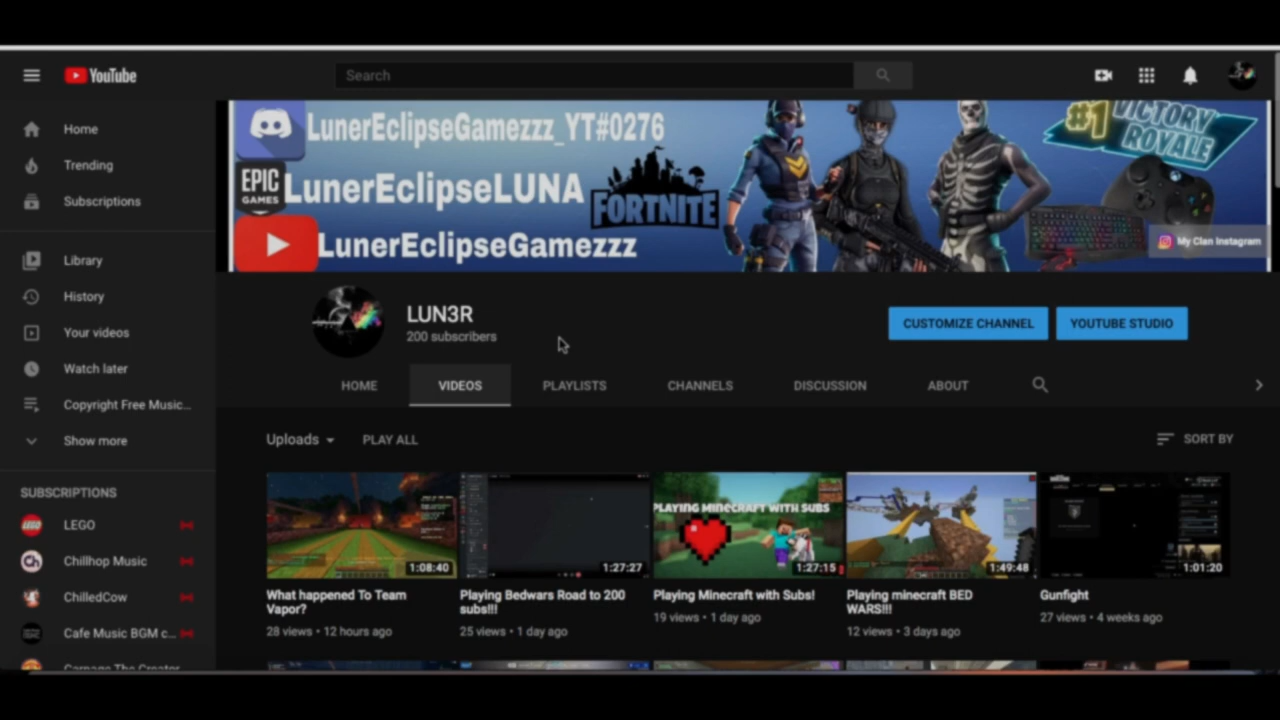 YouTube
Search
Home
Trending
Subscriptions
Library
History
Your videos
Watch later
Copyright Free Music...
Show more
SUBSCRIPTIONS
LEGO
Chillhop Music
ChilledCow
Cafe Music BGM c...
Carnage The Creator
LunerEclipseGamezzz_YT#0276
EPIC
GAMES
LunerEclipseLUNA
FORTNITE
LunerEclipseGamezzz
#1 VICTORY
ROYALE
My Clan Instagram
LUN3R
200 subscribers
CUSTOMIZE CHANNEL
YOUTUBE STUDIO
HOME VIDEOS PLAYLISTS CHANNELS DISCUSSION ABOUT
Uploads PLAY ALL SORT BY
1:08:40
What happened To Team
Vapor?
28 views • 12 hours ago
1:27:27
Playing Bedwars Road to 200
subs!!!
25 views • 1 day ago
PLAYING MINECRAFT WITH SUBS
1:27:15
Playing Minecraft with Subs!
19 views • 1 day ago
1:49:48
Playing minecraft BED
WARS!!!
12 views • 3 days ago
1:01:20
Gunfight
27 views • 4 weeks ago